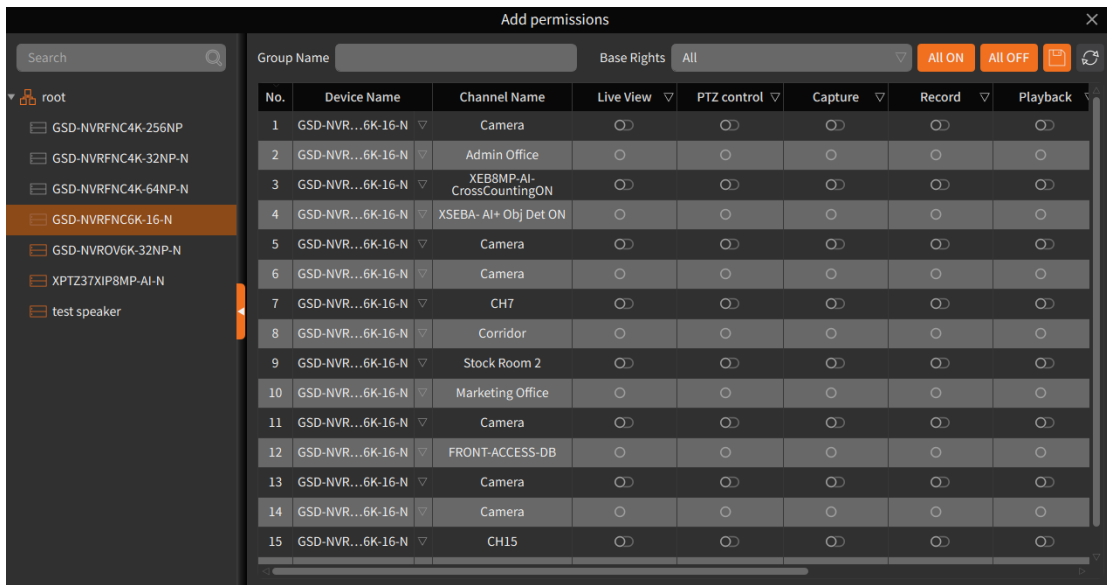 Add permissions
Search
Group Name
Base Rights All
All ON
All OFF
root
GSD-NVRFNC4K-256NP
GSD-NVRFNC4K-32NP-N
GSD-NVRFNC4K-64NP-N
GSD-NVRFNC6K-16-N
GSD-NVROV6K-32NP-N
XPTZ37XIP8MP-AI-N
test speaker
No. Device Name Channel Name Live View PTZ control Capture Record Playback
1 GSD-NVR...6K-16-N Camera
2 GSD-NVR...6K-16-N Admin Office
3 GSD-NVR...6K-16-N XEB8MP-AI-
CrossCountingON
4 GSD-NVR...6K-16-N XSEBA- AI+ Obj Det ON
5 GSD-NVR...6K-16-N Camera
6 GSD-NVR...6K-16-N Camera
7 GSD-NVR...6K-16-N CH7
8 GSD-NVR...6K-16-N Corridor
9 GSD-NVR...6K-16-N Stock Room 2
10 GSD-NVR...6K-16-N Marketing Office
11 GSD-NVR...6K-16-N Camera
12 GSD-NVR...6K-16-N FRONT-ACCESS-DB
13 GSD-NVR...6K-16-N Camera
14 GSD-NVR...6K-16-N Camera
15 GSD-NVR...6K-16-N CH15